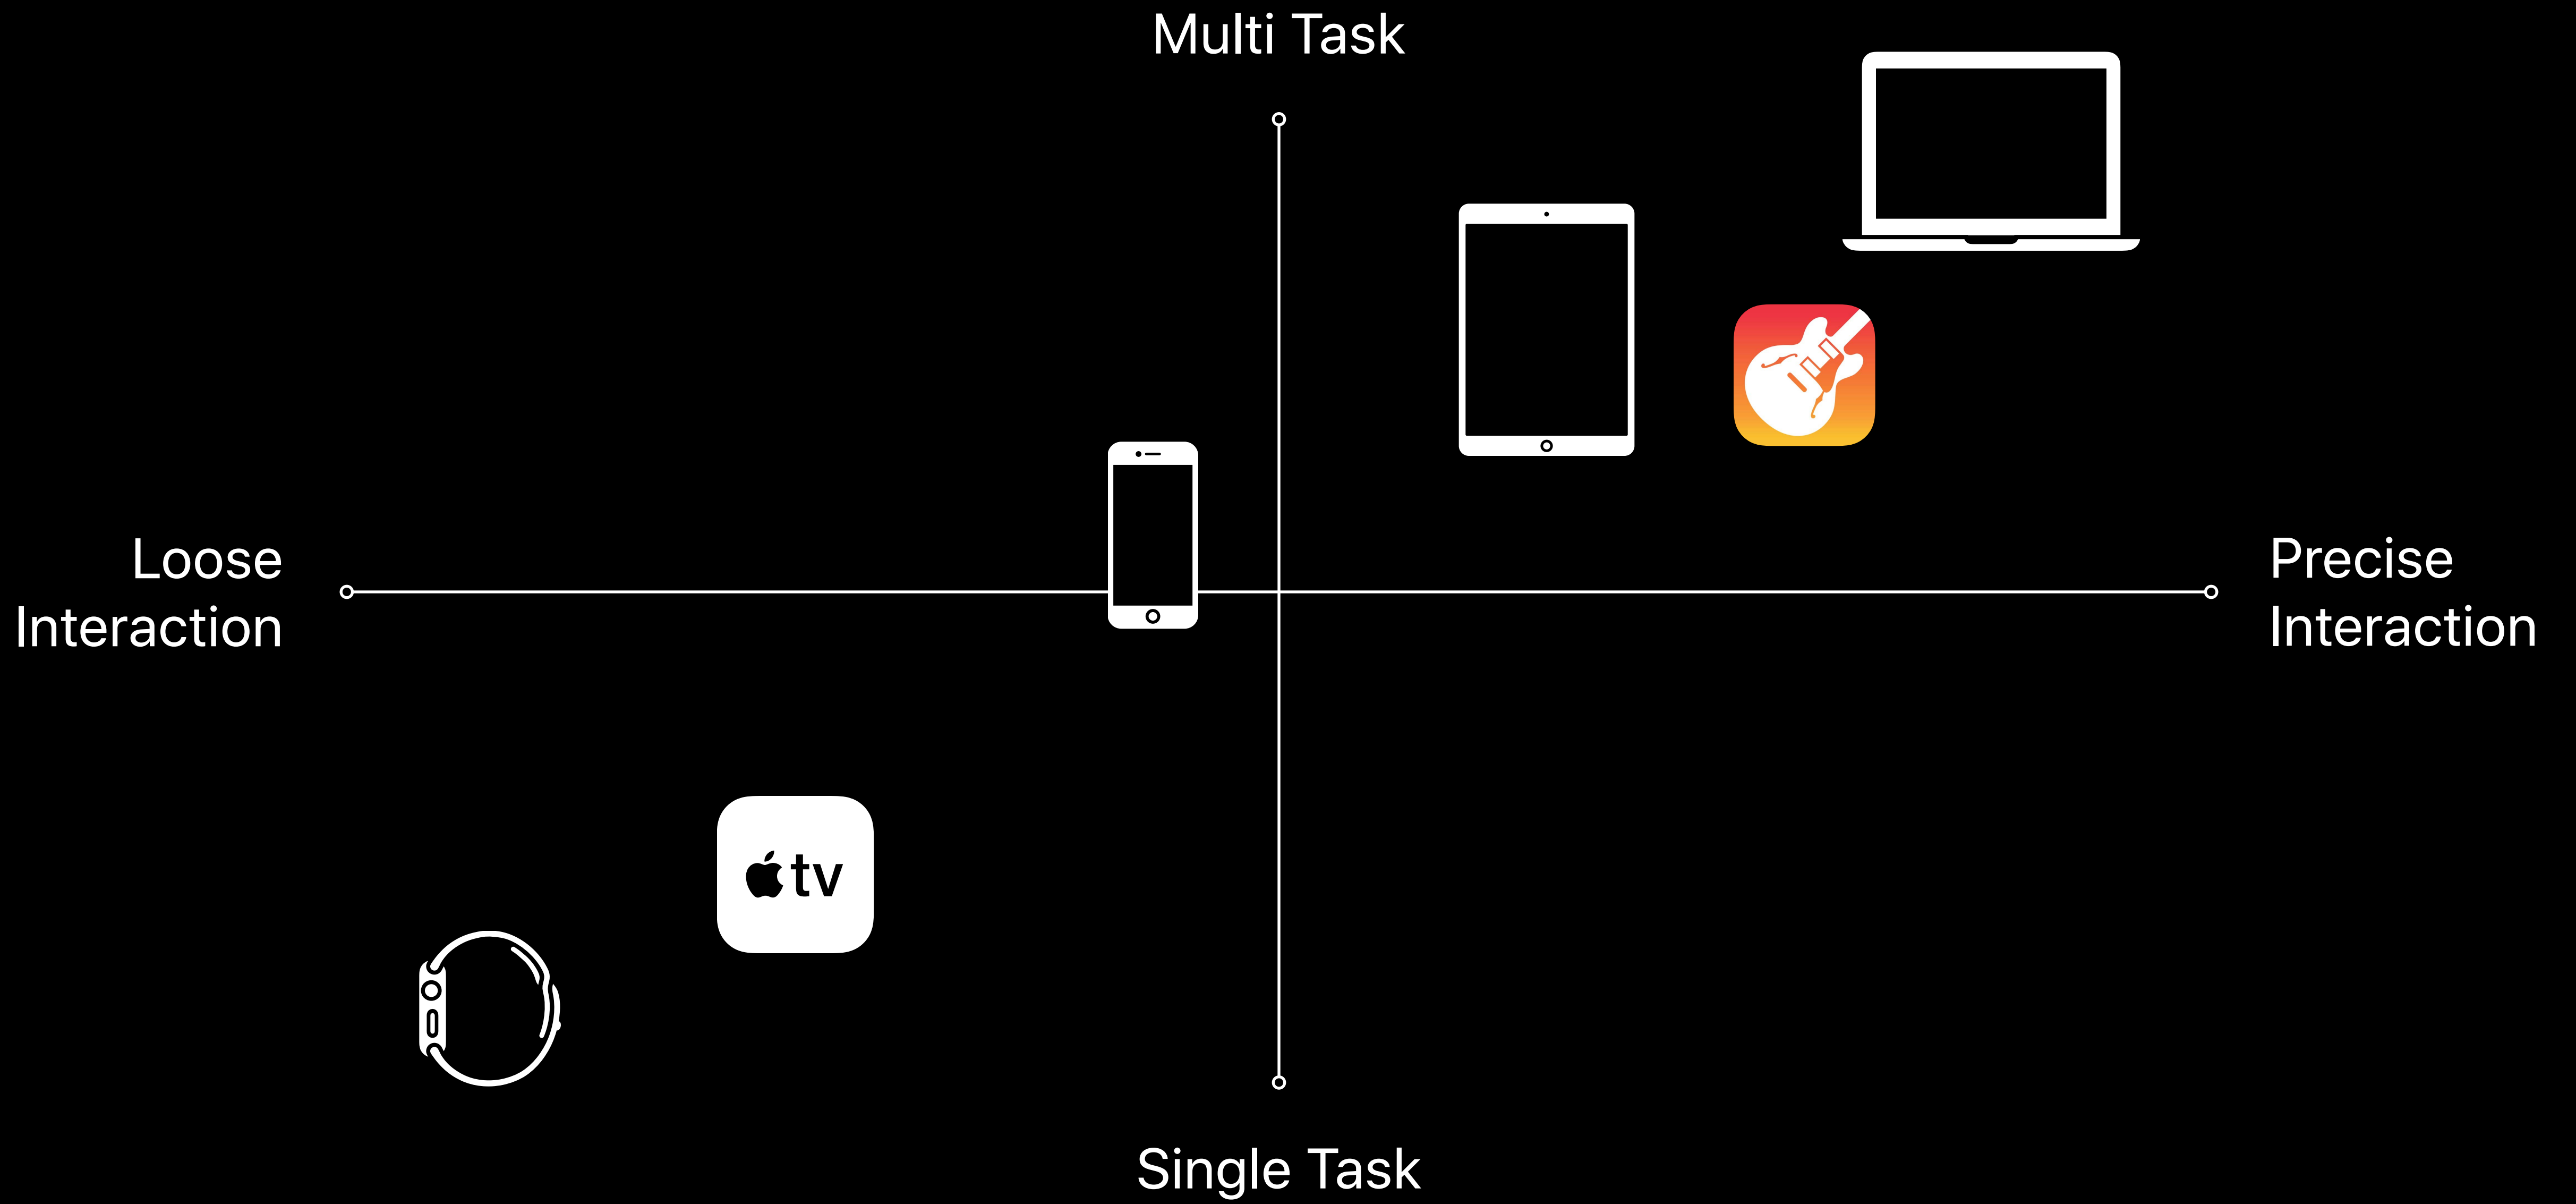 Multi Task
Loose
Interaction
Precise
Interaction
tv
Single Task